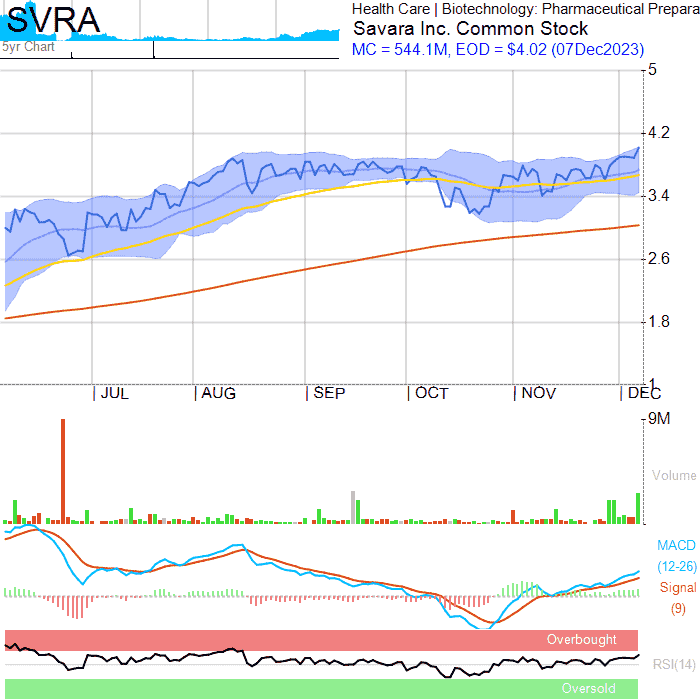 SVRA
5yr Chart
Health Care | Biotechnology: Pharmaceutical Prepara
Savara Inc. Common Stock
MC = 544.1M, EOD = $4.02 (07Dec2023)
5
4.2
3.4
2.6
1.8
1
JUL AUG SEP OCT NOV DEC
9M
Volume
MACD
(12-26)
Signal
(9)
Overbought
RSI(14)
Oversold